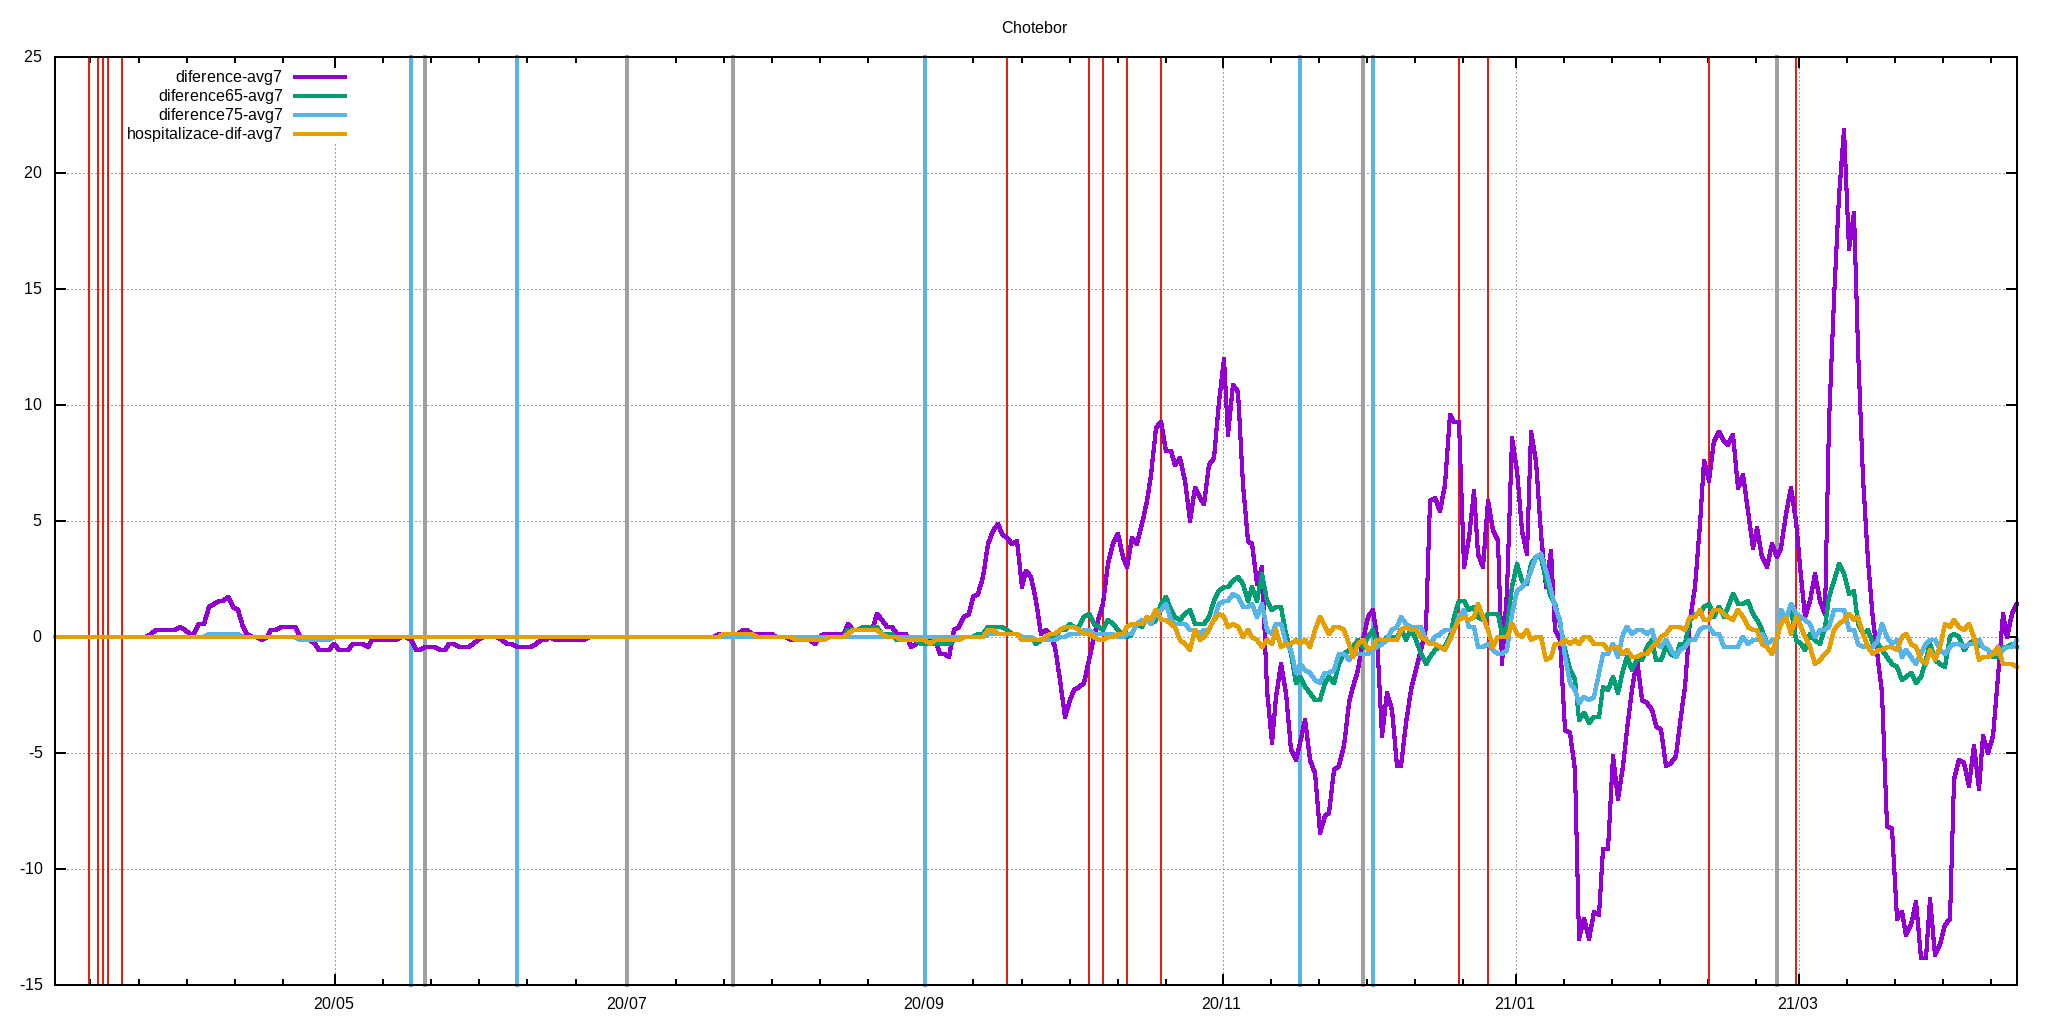 Chotebor
25
20
15
10
5
0
-5
-10
-15
diference-avg7
diference65-avg7
diference75-avg7
hospitalizace-dif-avg7
20/05 20/07 20/09 20/11 21/01 21/03